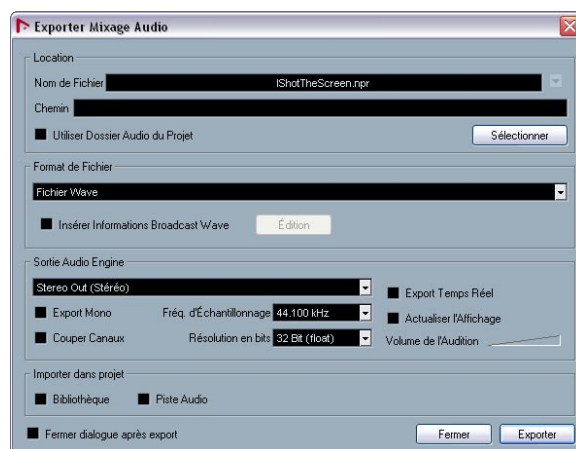 Exporter Mixage Audio
Location
Nom de Fichier IShotTheScreen.npr
Chemin
Utiliser Dossier Audio du Projet Sélectionner
Format de Fichier
Fichier Wave
Insérer Informations Broadcast Wave Édition
Sortie Audio Engine
Stereo Out (Stéréo)
Export Temps Réel
Export Mono Fréq. d'Échantillonnage 44.100 kHz
Actualiser l'Affichage
Couper Canaux Résolution en bits 32 Bit (float)
Volume de l'Audition
Importer dans projet
Bibliothèque Piste Audio
Fermer dialogue après export Fermer Exporter